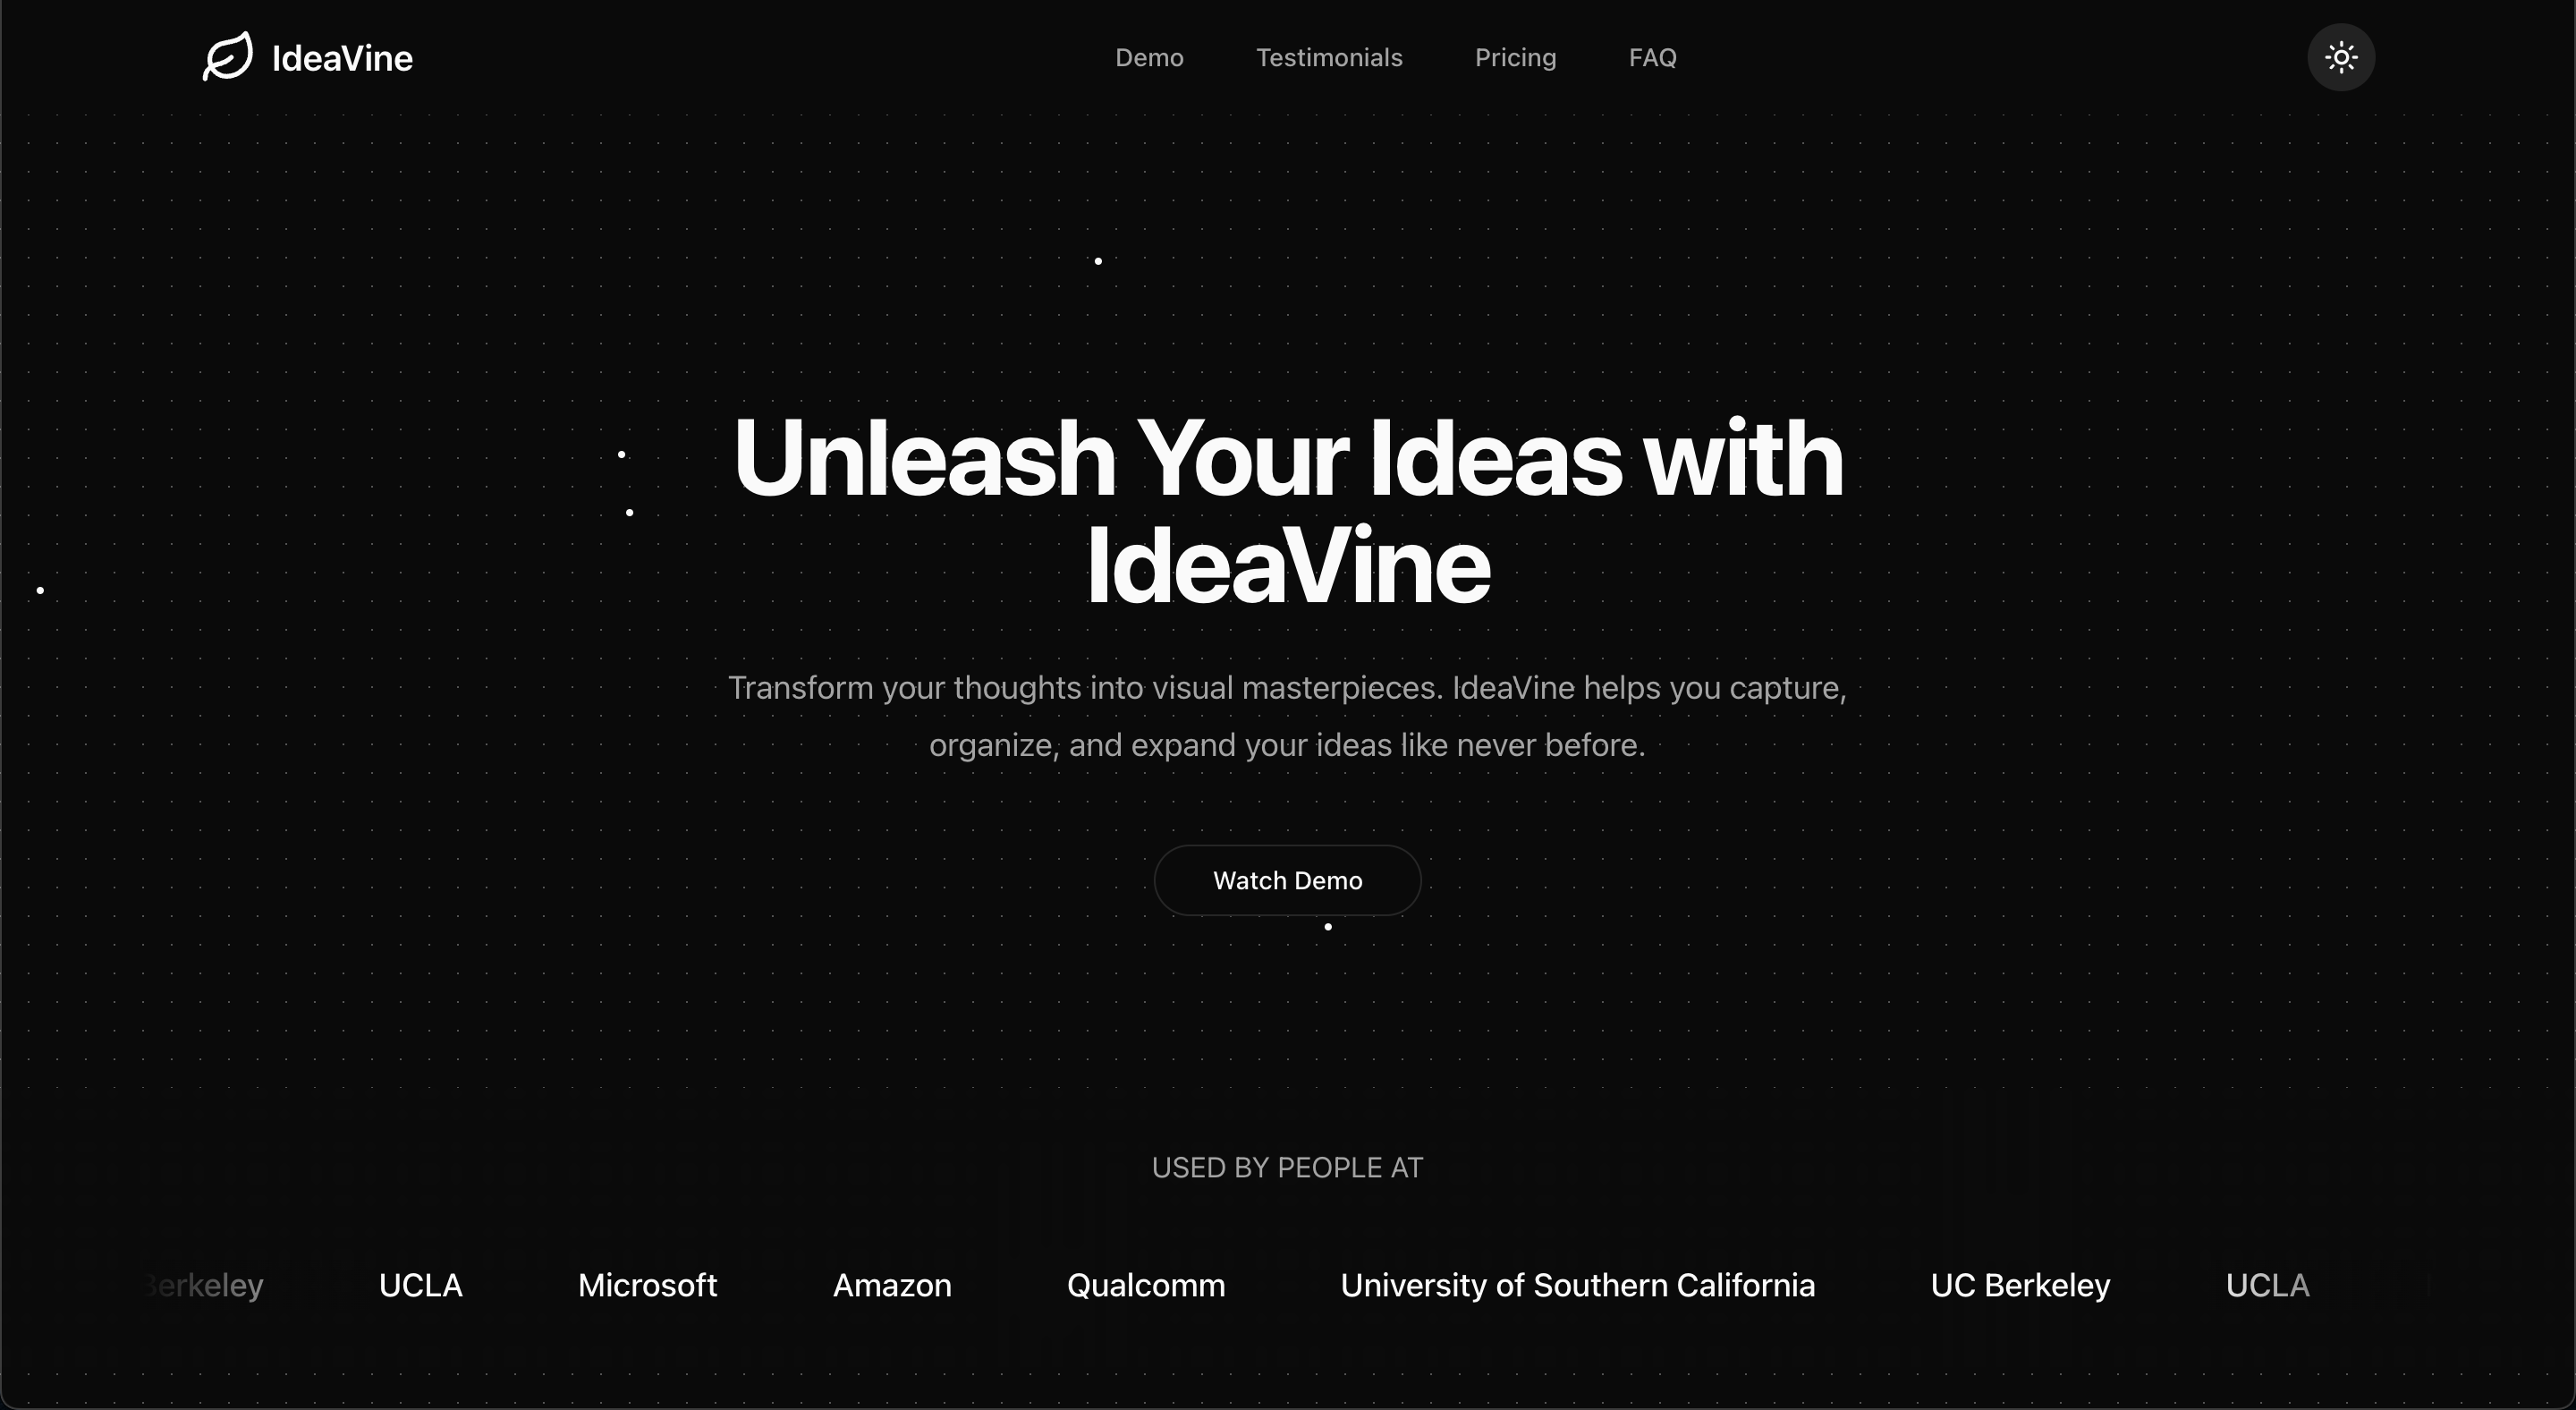 IdeaVine
Demo Testimonials Pricing FAQ
Unleash Your Ideas with
IdeaVine
Transform your thoughts into visual masterpieces. IdeaVine helps you capture,
organize, and expand your ideas like never before.
Watch Demo
USED BY PEOPLE AT
Berkeley UCLA Microsoft Amazon Qualcomm University of Southern California UC Berkeley UCLA